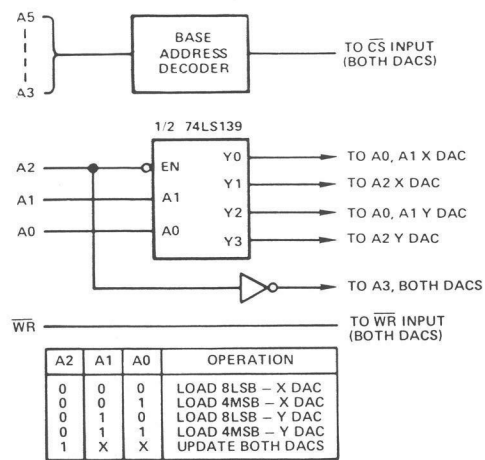 A5
A3
BASE
ADDRESS
DECODER
TO CS INPUT
(BOTH DACS)
1/2 74LS139
A2
EN
Y0
TO A0, A1 X DAC
A1
A1
Y1
TO A2 X DAC
A0
A0
Y2
TO A0, A1 Y DAC
Y3
TO A2 Y DAC
TO A3, BOTH DACS
WR
TO WR INPUT
(BOTH DACS)
A2 A1 A0 OPERATION
0 0 0 LOAD 8LSB – X DAC
0 0 1 LOAD 4MSB – X DAC
0 1 0 LOAD 8LSB – Y DAC
0 1 1 LOAD 4MSB – Y DAC
1 X X UPDATE BOTH DACS